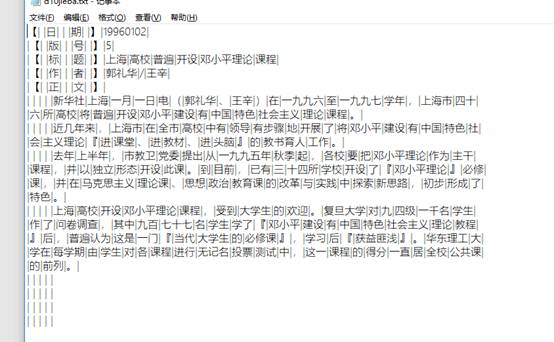 a10jieba.txt - 记事本
文件(F) 编辑(E) 格式(O) 查看(V) 帮助(H)
【| |日| | |期| |】|19960102|
【| | |版| | |号| |】|5|
【| | |标| | |题| |】|上海|高校|普遍|开设|邓小平理论|课程|
【| | |作| | |者| |】|郭礼华|/|王辛|
【| | |正| | |文| |】|
| | | | |新华社|上海|一月|一日|电|（|郭礼华|、|王辛|）|在|一九九六|至|一九九七|学年|，|上海市|四十|
|六|所|高校|将|普遍|开设|邓小平|建设|有|中国|特色|社会主义|理论|课程|。|
| | | | |近几年来|，|上海市|在|全市|高校|中|有|领导|有步骤|地|开展|了|将|邓小平|建设|有|中国|特色|社|
|会|主义|理论|『|进|课堂|、|进|教材|、|进|头脑|』|的|教书育人|工作|。|
| | | | |去年|上半年|，|市教卫|党委|提出|从|一九九五年|秋季|起|，|各校|要|把|邓小平理论|作为|主干|
|课程|，|并|以|独立|形态|开设|此课|。|到|目前|，|已有|三|十四所|学校|开设|了|『|邓小平理论|』|必修|
|课|，|并|在|马克思主义|理论课|、|思想|政治|教育课|的|改革|与|实践|中|探索|新思路|，|初步|形成|了|
|特色|。|
| | | | |上海|高校|开设|邓小平理论|课程|，|受到|大学生|的|欢迎|。|复旦大学|对|九|四级|一千名|学生|
|作|了|问卷调查|，|其中|九百|七十七|名|学生|学了|『|邓小平|建设|有|中国|特色|社会主义|理论|教程|
|』|后|，|普遍|认为|这是|一门|『|当代|大学生|的|必修课|』|，|学习|后|『|获益匪浅|』|。|华东理工|大|
|学|在|每学期|由|学生|对|各|课程|进行|无记名|投票|测试|中|，|这一|课程|的|得分|一直|居|全校|公共课|
|的|前列|。|
| | | | |
| | | | |
| | | | |
| | | | |